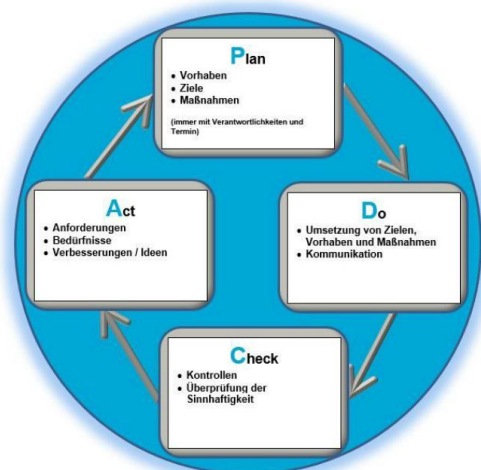 Plan
• Vorhaben
• Ziele
• Maßnahmen
(immer mit Verantwortlichkeiten und
Termin)
Do
• Umsetzung von Zielen,
Vorhaben und Maßnahmen
• Kommunikation
Check
• Kontrollen
• Überprüfung der
Sinnhaftigkeit
Act
• Anforderungen
• Bedürfnisse
• Verbesserungen / Ideen